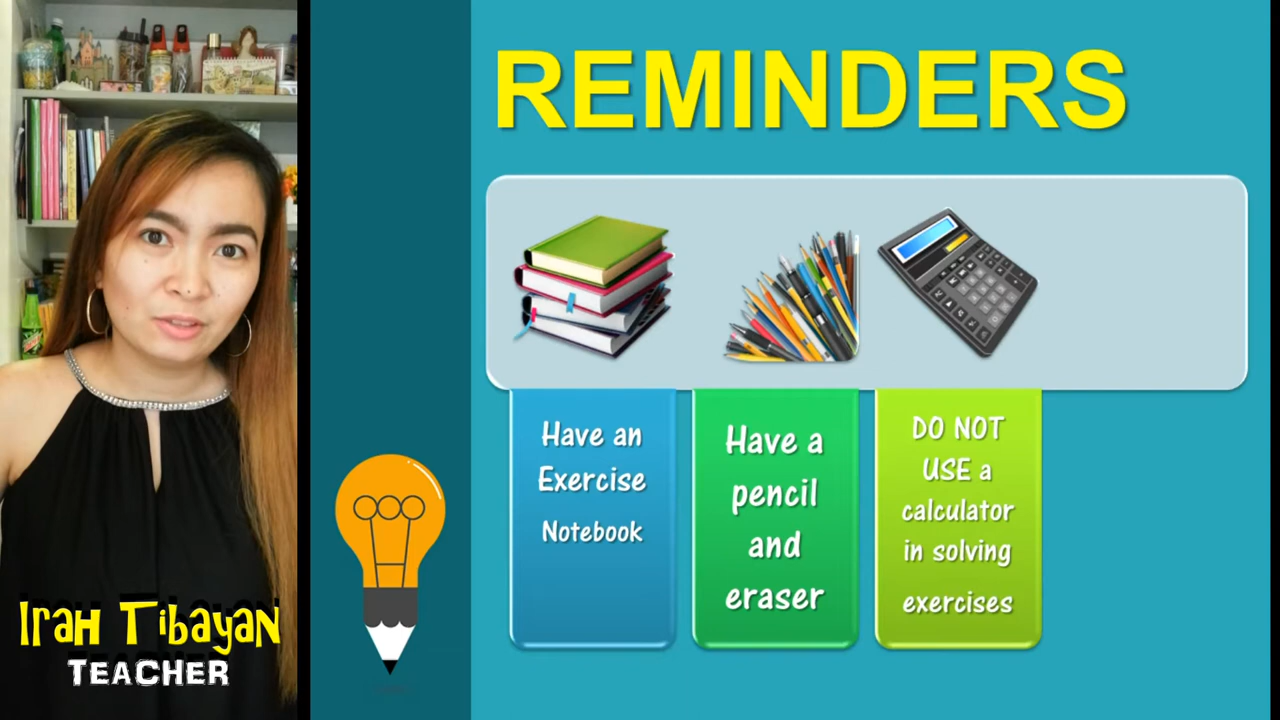 REMINDERS
Have an
Exercise
Notebook
Have a
pencil
and
eraser
DO NOT
USE a
calculator
in solving
exercises
Irah Tibayan
TEACHER